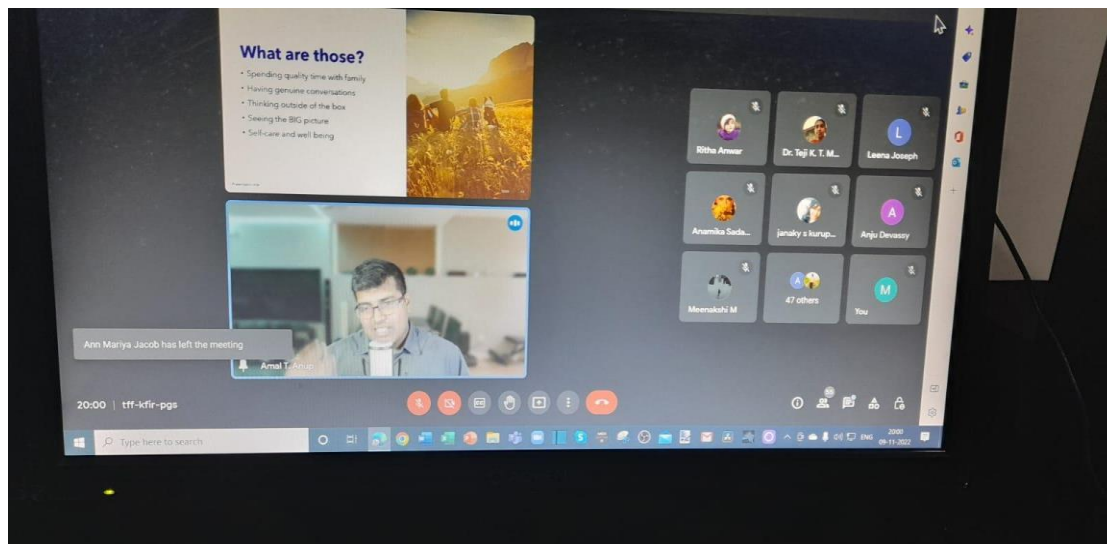 What are those?
• Spending quality time with family
• Having genuine conversations
• Thinking outside of the box
• Seeing the BIG picture
• Self-care and well being
Ritha Anwar
Dr. Teji K. T. M...
L
Leena Joseph
Anamika Sada...
janaky s kurup...
A
Anju Devassy
Meenakshi M
A
47 others
M
You
Ann Mariya Jacob has left the meeting
Amal T. Anup
20:00 | tff-kfir-pgs
Type here to search
ENG
20:00
09-11-2022